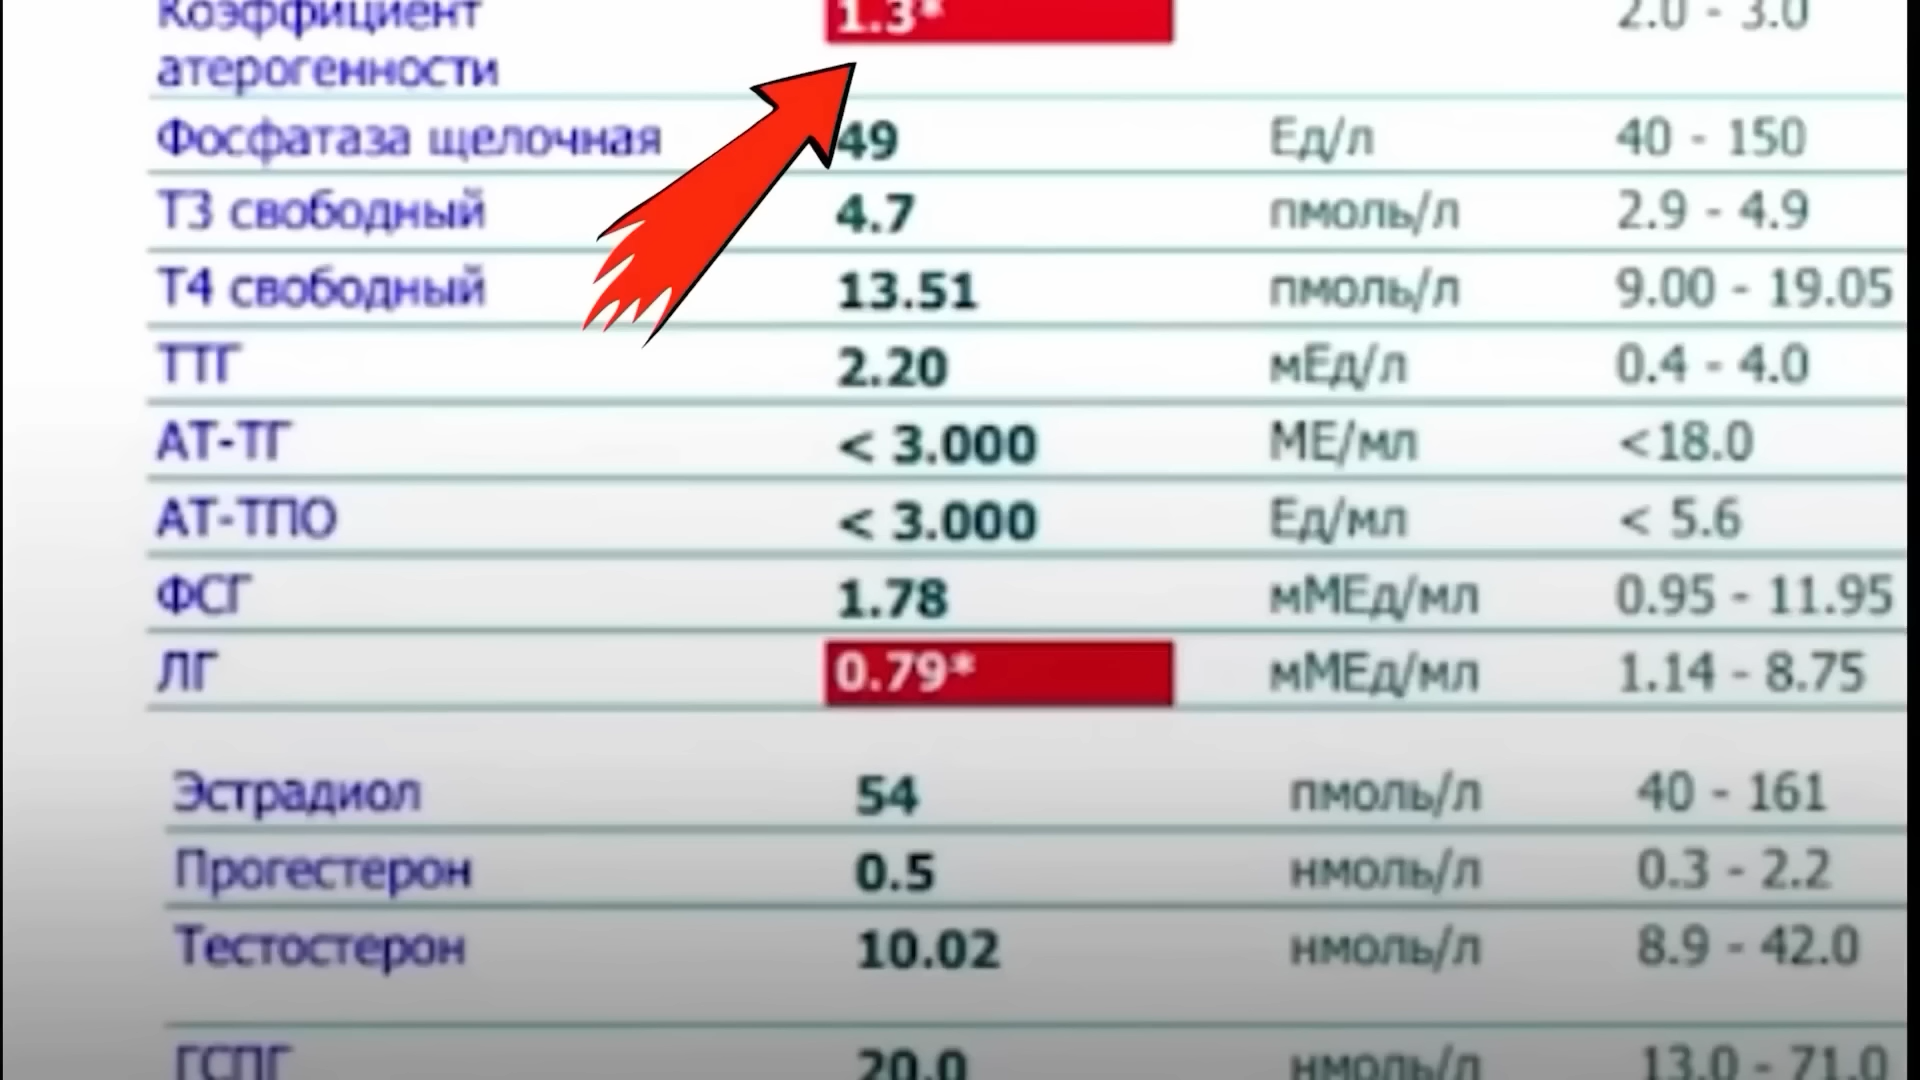 Коэффициент 1.3* 2.0 - 3.0
атерогенности
Фосфатаза щелочная 49 Ед/л 40 - 150
Т3 свободный 4.7 пмоль/л 2.9 - 4.9
Т4 свободный 13.51 пмоль/л 9.00 - 19.05
ТТГ 2.20 мЕд/л 0.4 - 4.0
АТ-ТГ < 3.000 МЕ/мл <18.0
АТ-ТПО < 3.000 Ед/мл < 5.6
ФСГ 1.78 мМЕд/мл 0.95 - 11.95
ЛГ 0.79* мМЕд/мл 1.14 - 8.75
Эстрадиол 54 пмоль/л 40 - 161
Прогестерон 0.5 нмоль/л 0.3 - 2.2
Тестостерон 10.02 нмоль/л 8.9 - 42.0
ГСПГ 20.0 нмоль/л 13.0 - 71.0